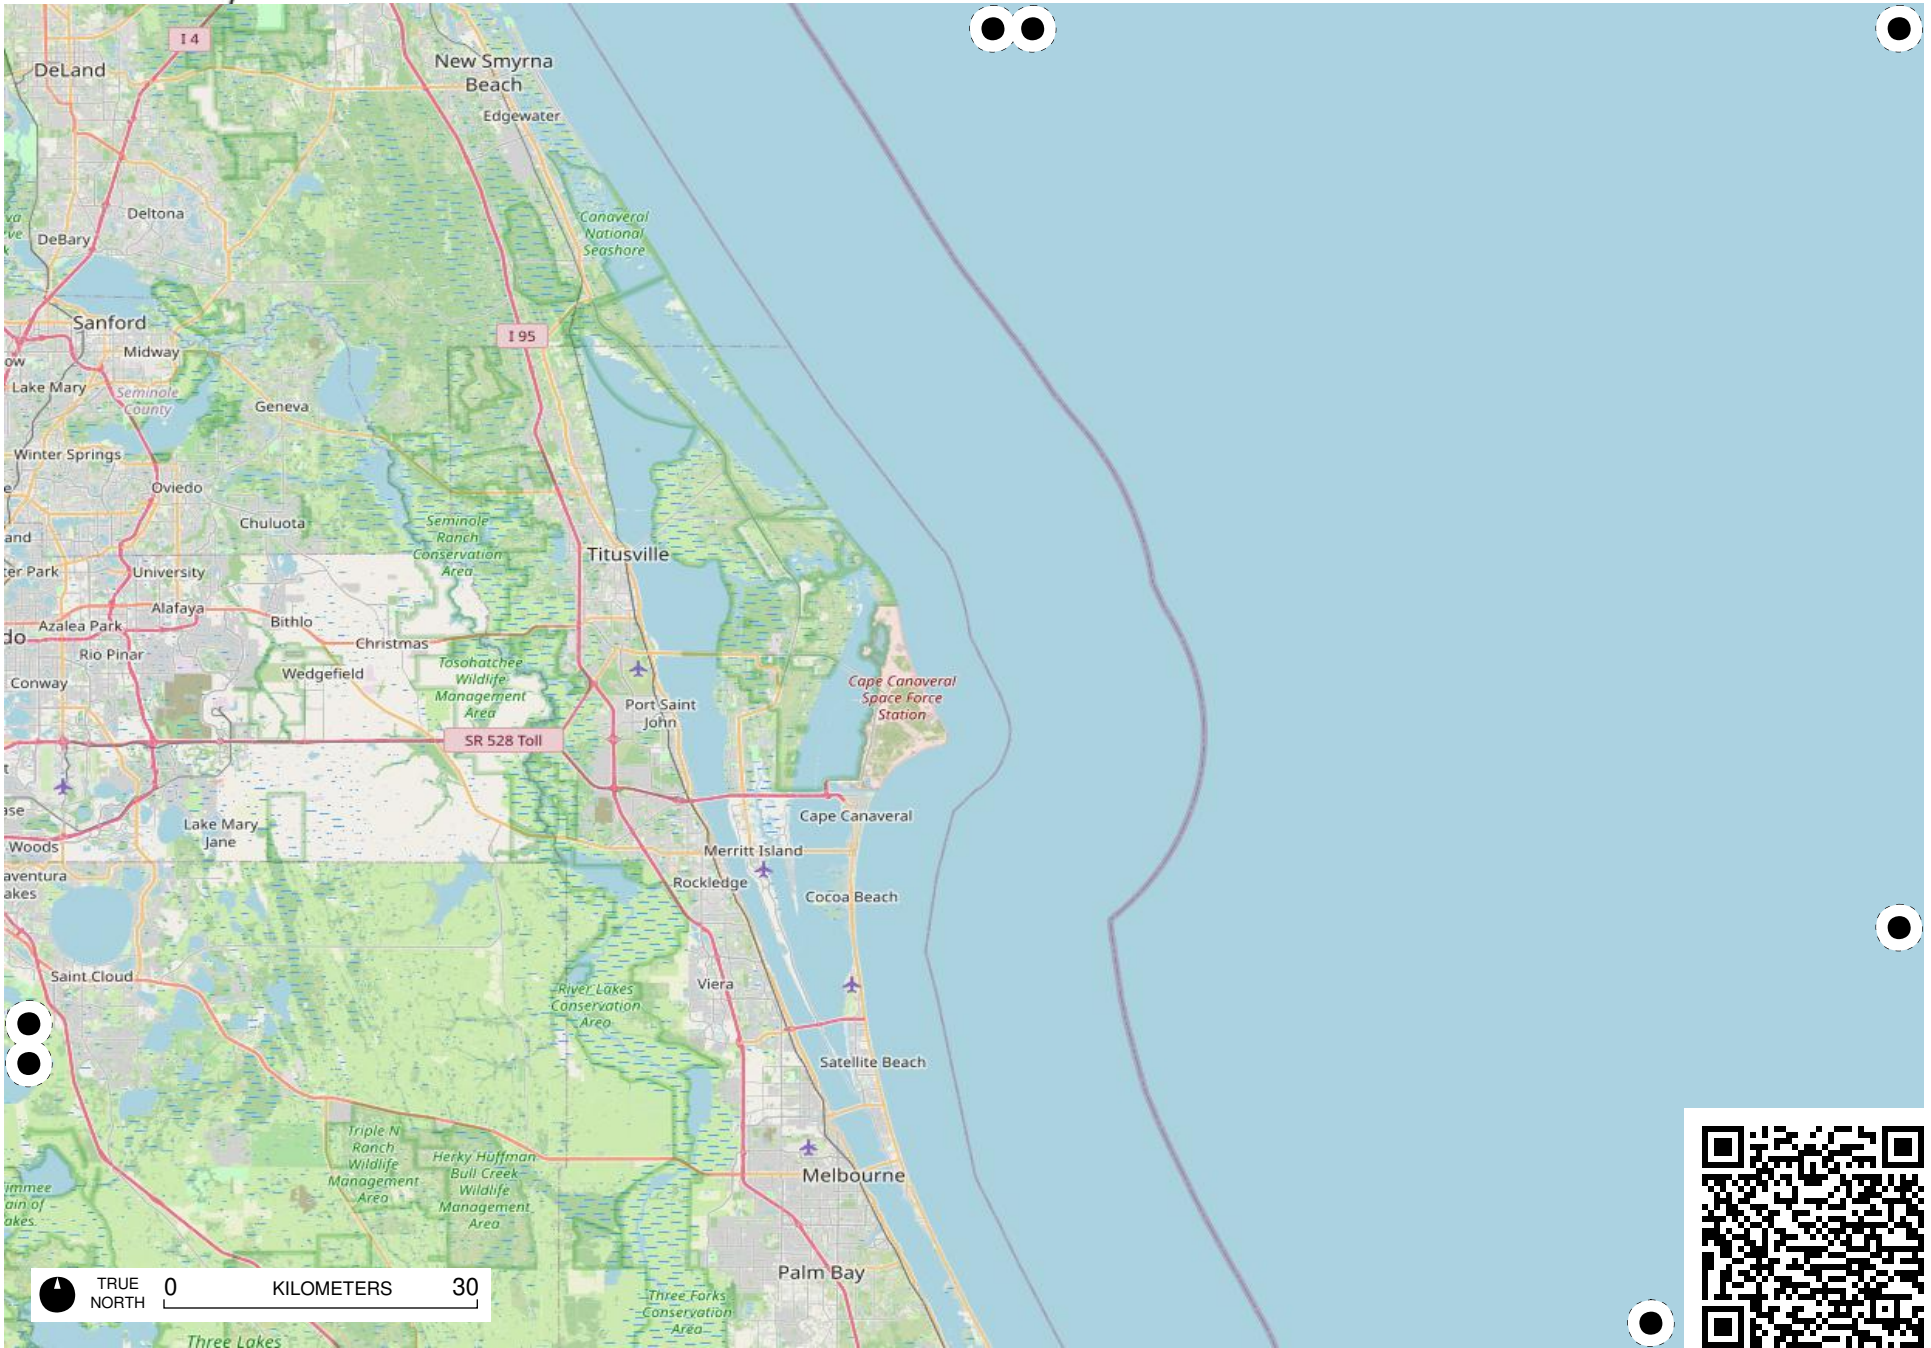 I 4
DeLand
New Smyrna
Beach
Edgewater
Deltona
Canaveral
National
Seashore
DeBary
Sanford
I 95
Midway
Lake Mary
Seminole
County
Geneva
Winter Springs
Oviedo
Chuluota
Seminole
Ranch
Conservation
Area
Titusville
University
Alafaya
Azalea Park
Bithlo
Rio Pinar
Christmas
Wedgefield
Tosohatchee
Wildlife
Management
Area
Conway
Cape Canaveral
Space Force
Station
Port Saint
John
SR 528 Toll
Cape Canaveral
Lake Mary
Jane
Woods
Merritt Island
Rockledge
Cocoa Beach
Saint Cloud
Viera
River Lakes
Conservation
Area
Satellite Beach
Triple N
Ranch
Wildlife
Management
Area
Herky Huffman
Bull Creek
Wildlife
Management
Area
Melbourne
Palm Bay
TRUE
NORTH
0 KILOMETERS 30
Three Forks
Conservation
Area
Three Lakes